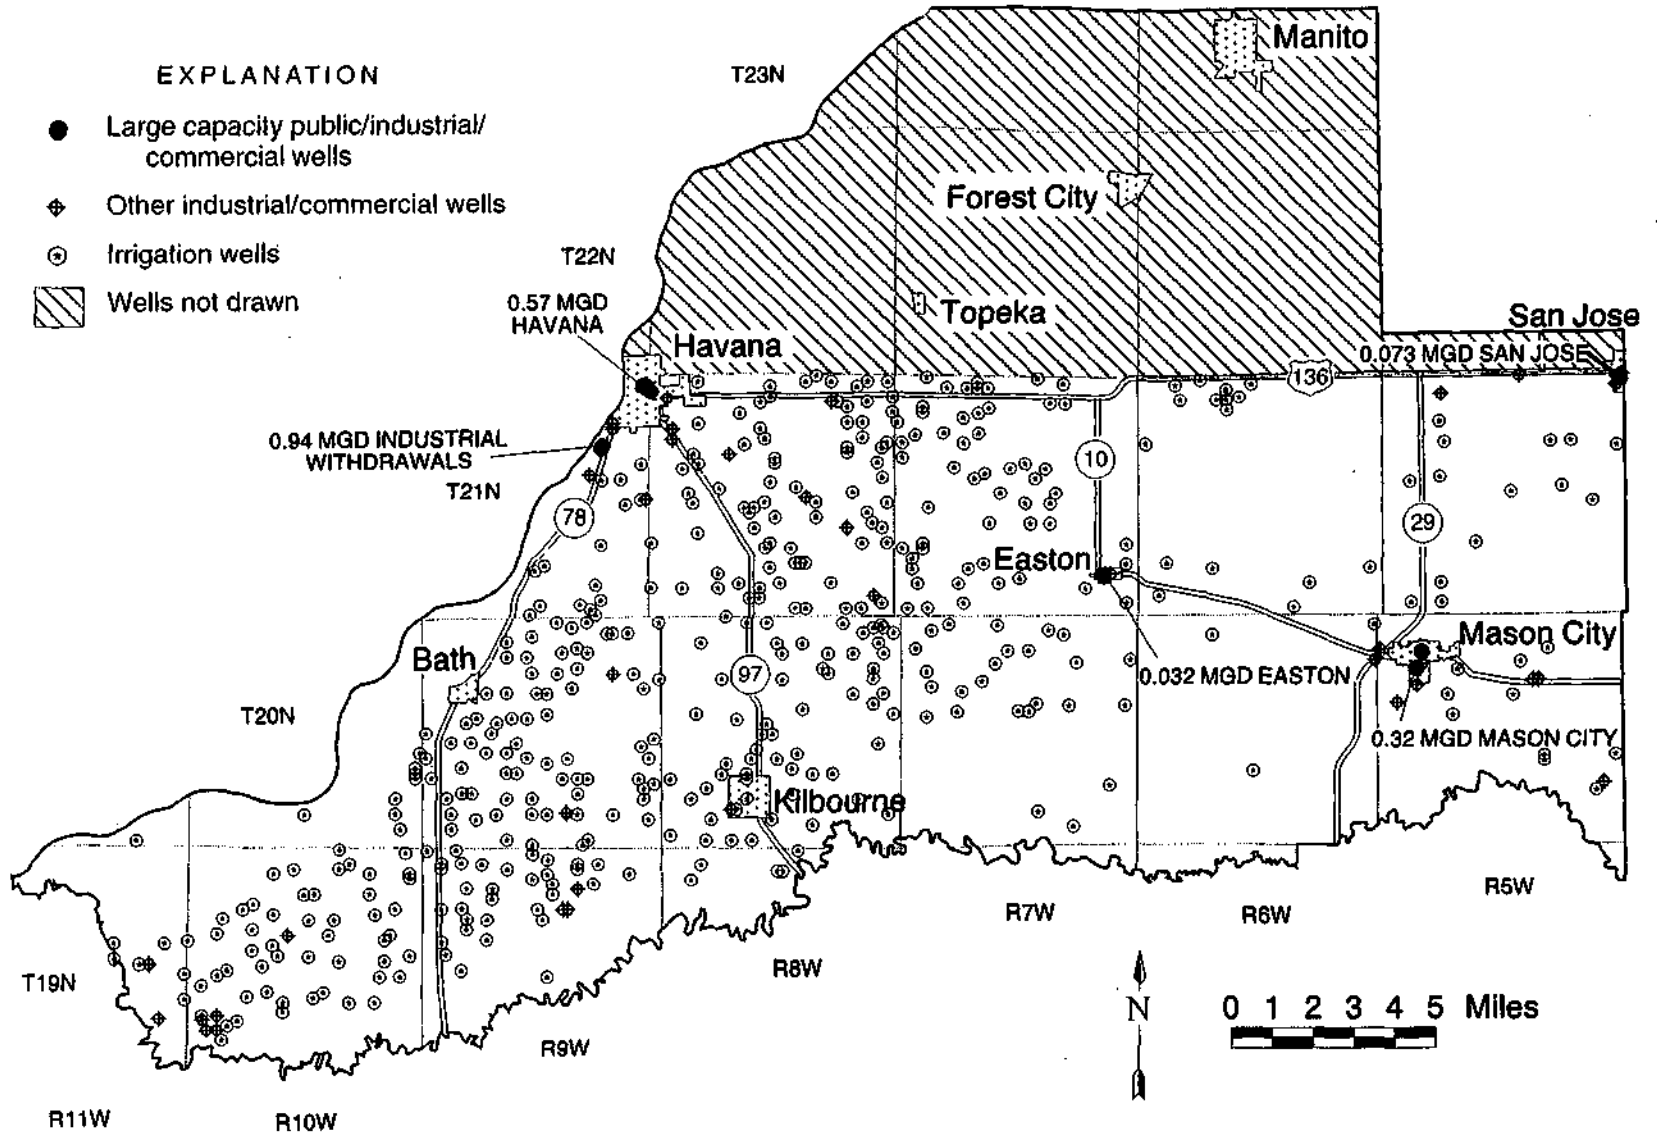 EXPLANATION
Large capacity public/industrial/
commercial wells
Other industrial/commercial wells
Irrigation wells
Wells not drawn
T23N
Manito
Forest City
T22N
0.57 MGD
HAVANA
Topeka
San Jose
Havana
0.073 MGD SAN JOSE
136
0.94 MGD INDUSTRIAL
WITHDRAWALS
T21N
10
78
29
Easton
Mason City
Bath
97
0.032 MGD EASTON
T20N
0.32 MGD MASON CITY
Kilbourne
R5W
R7W
R6W
R8W
T19N
N
0 1 2 3 4 5 Miles
R9W
R11W
R10W